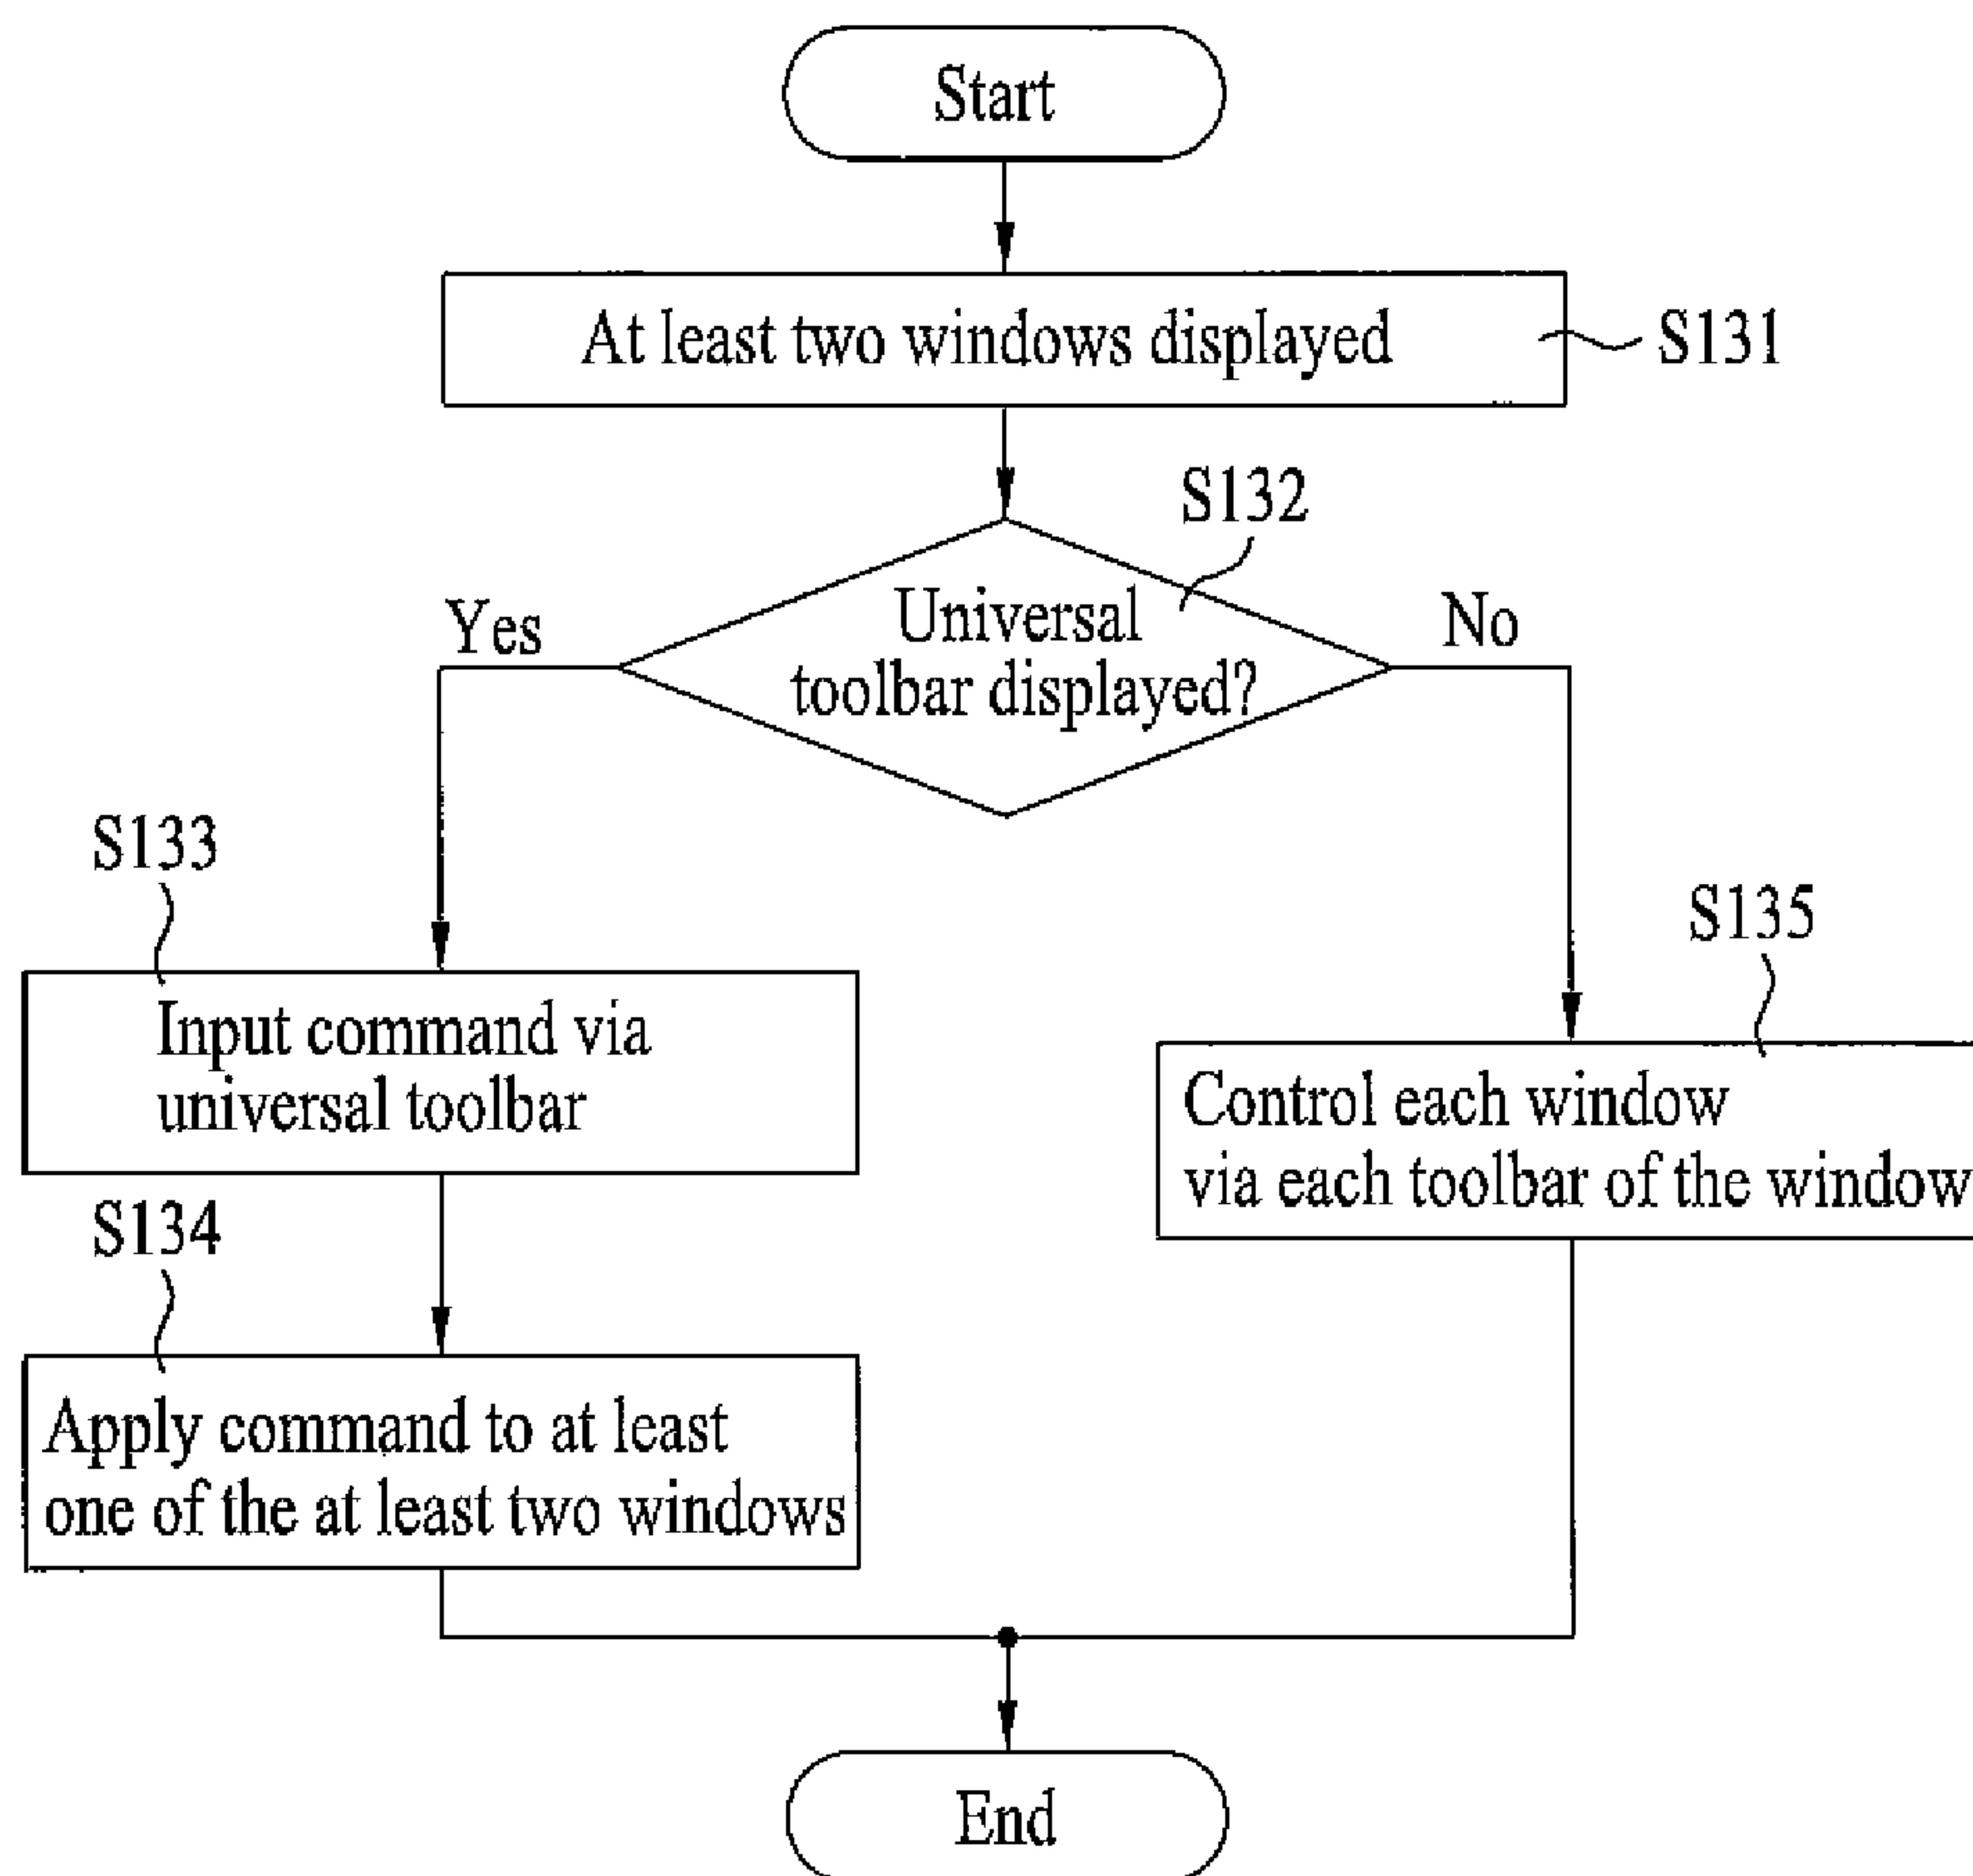 Start
At least two windows displayed
S131
S132
Universal
toolbar displayed?
Yes
No
S133
Input command via
universal toolbar
S135
Control each window
via each toolbar of the window
S134
Apply command to at least
one of the at least two windows
End